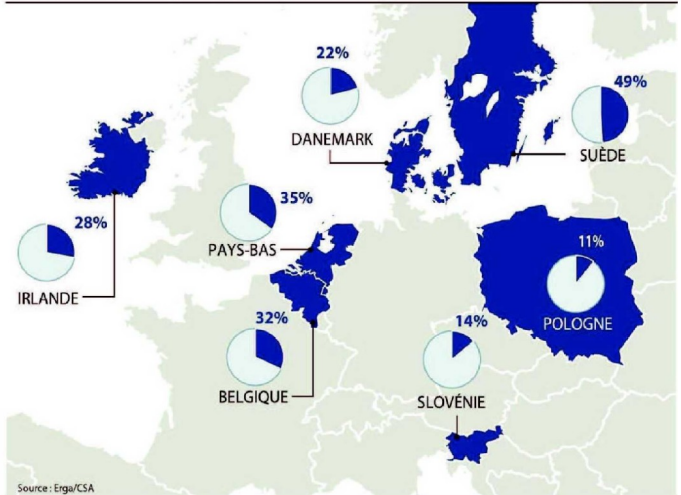 22%
DANEMARK
49%
SUÈDE
35%
PAYS-BAS
28%
IRLANDE
11%
POLOGNE
32%
BELGIQUE
14%
SLOVÉNIE
Source : Erga/CSA